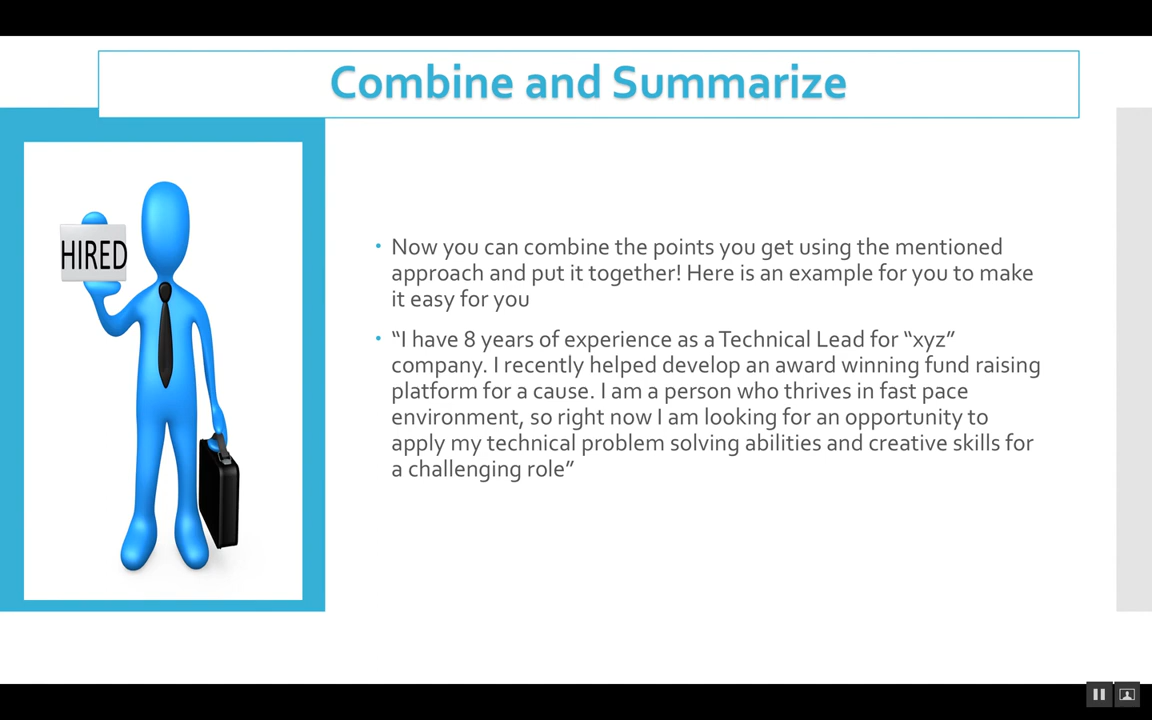 Combine and Summarize
HIRED
• Now you can combine the points you get using the mentioned
approach and put it together! Here is an example for you to make
it easy for you
• “I have 8 years of experience as a Technical Lead for “xyz”
company. I recently helped develop an award winning fund raising
platform for a cause. I am a person who thrives in fast pace
environment, so right now I am looking for an opportunity to
apply my technical problem solving abilities and creative skills for
a challenging role”